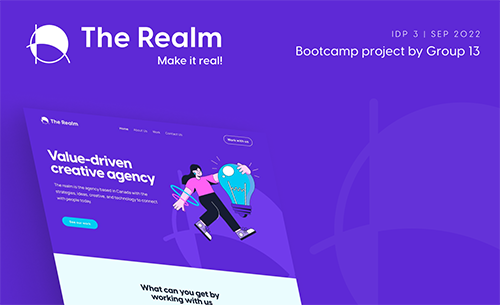 The Realm
Make it real!
IDP 3 | SEP 2022
Bootcamp project by Group 13
The Realm
Home About us Work Contact Us
Work with us
Value-driven
creative agency
The realm is the agency based in Canada with the
strategies, ideas, creative, and technology to connect
with people today.
See our work
What can you get by
working with us